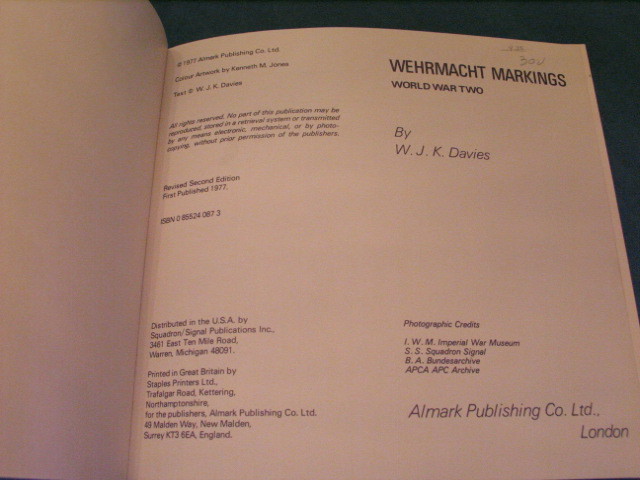 © 1977 Almark Publishing Co. Ltd.
Colour Artwork by Kenneth M. Jones
Text © W. J. K. Davies
All rights reserved. No part of this publication may be
reproduced, stored in a retrieval system or transmitted
by any means electronic, mechanical, or by photo-
copying, without prior permission of the publishers.
Revised Second Edition
First Published 1977.
ISBN 0 85524 087 3
Distributed in the U.S.A. by
Squadron/Signal Publications Inc.,
3461 East Ten Mile Road,
Warren, Michigan 48091.
Printed in Great Britain by
Staples Printers Ltd.,
Trafalgar Road, Kettering,
Northamptonshire,
for the publishers, Almark Publishing Co. Ltd.
49 Malden Way, New Malden,
Surrey KT3 6EA, England.
WEHRMACHT MARKINGS
WORLD WAR TWO
By
W. J. K. Davies
Photographic Credits
I. W. M. Imperial War Museum
S. S. Squadron Signal
B. A. Bundesarchive
APCA APC Archive
Almark Publishing Co. Ltd.,
London